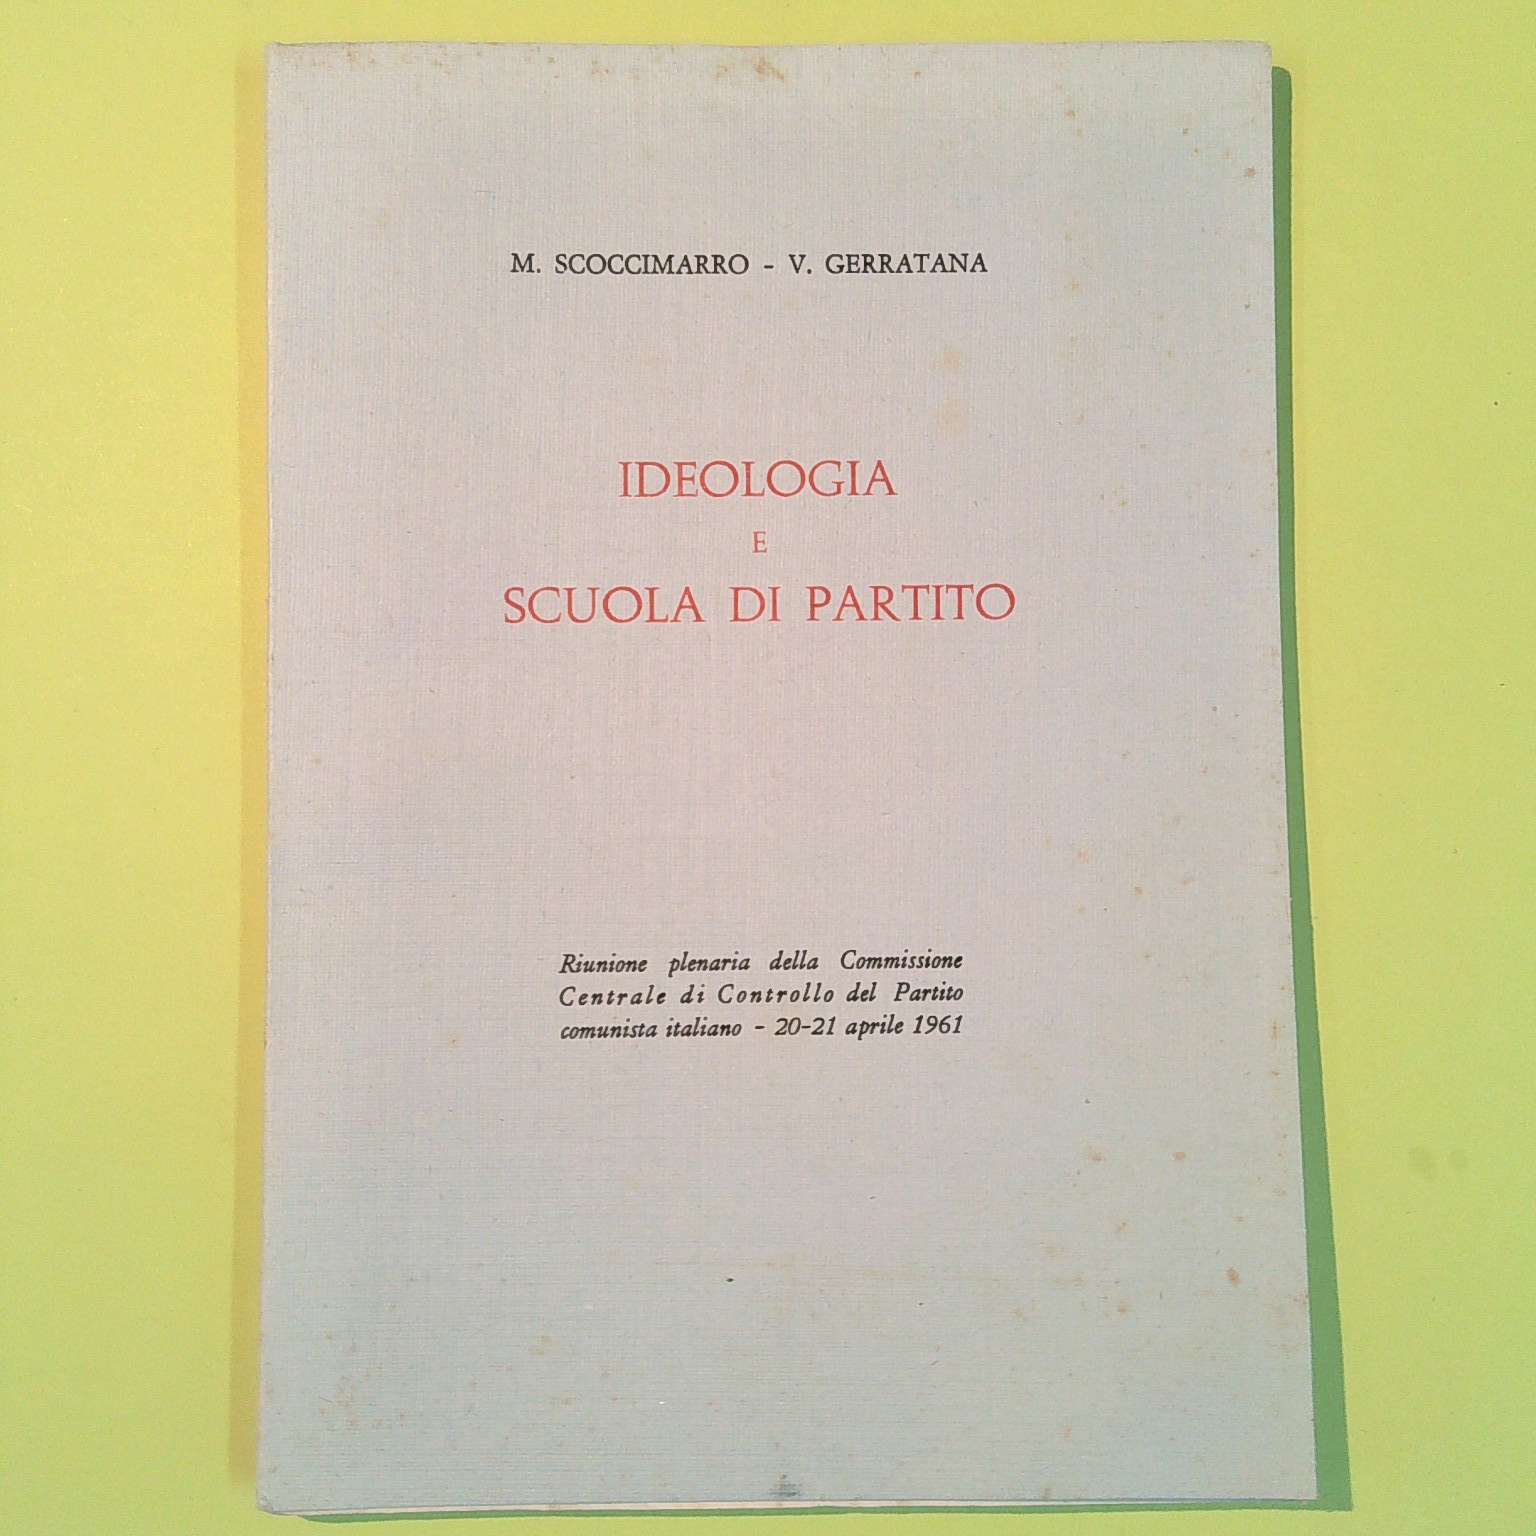 M. SCOCCIMARRO - V. GERRATANA
IDEOLOGIA
E
SCUOLA DI PARTITO
Riunione plenaria della Commissione
Centrale di Controllo del Partito
comunista italiano - 20-21 aprile 1961